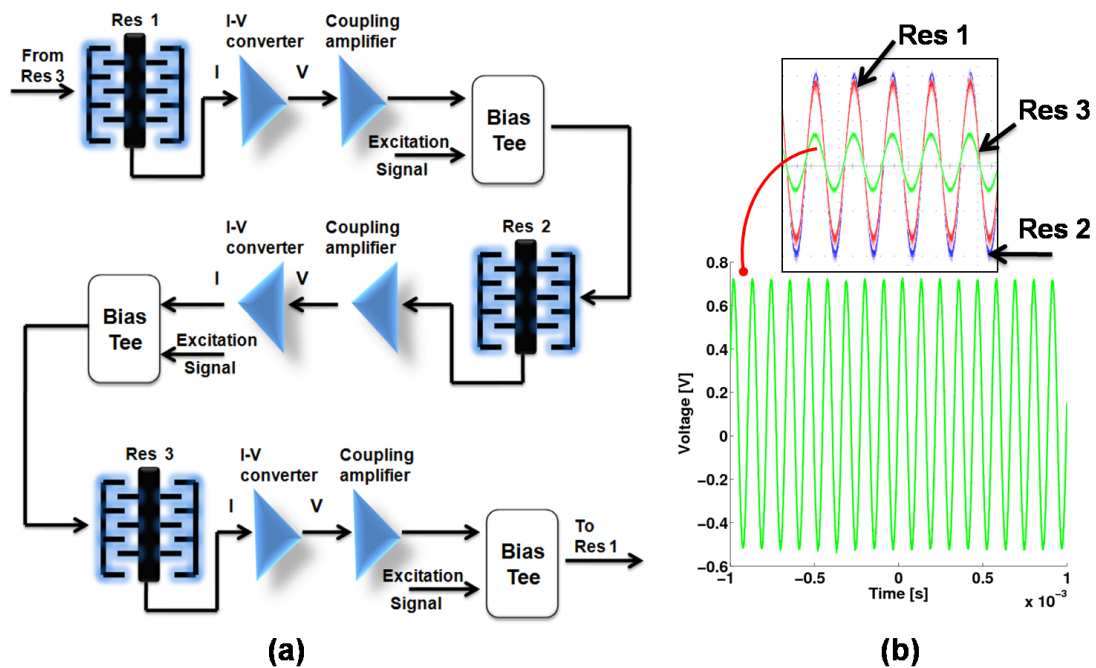 Res 1
I-V
converter
Coupling
amplifier
From
Res 3
I
V
Bias
Tee
Excitation
Signal
I-V
converter
Coupling
amplifier
Res 2
I
V
Bias
Tee
Excitation
Signal
Res 3
I-V
converter
Coupling
amplifier
I
V
Bias
Tee
To
Res 1
Excitation
Signal
(a)
Res 1
Res 3
Res 2
0.8
0.6
0.4
0.2
0
−0.2
−0.4
−0.6
Voltage [V]
−1
−0.5
0
0.5
1
Time [s]
x 10⁻³
(b)